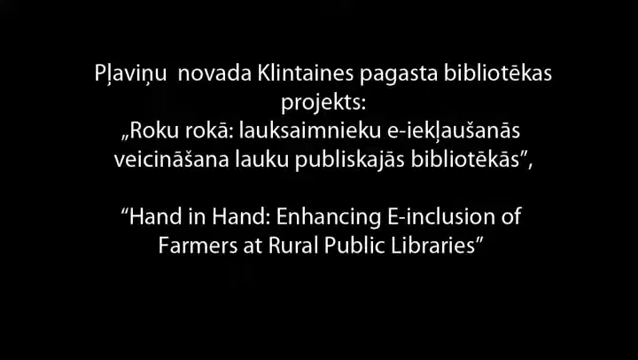 Pļaviņu novada Klintaines pagasta bibliotēkas
projekts:
„Roku rokā: lauksaimnieku e-iekļaušanās
veicināšana lauku publiskajās bibliotēkās”,
“Hand in Hand: Enhancing E-inclusion of
Farmers at Rural Public Libraries”